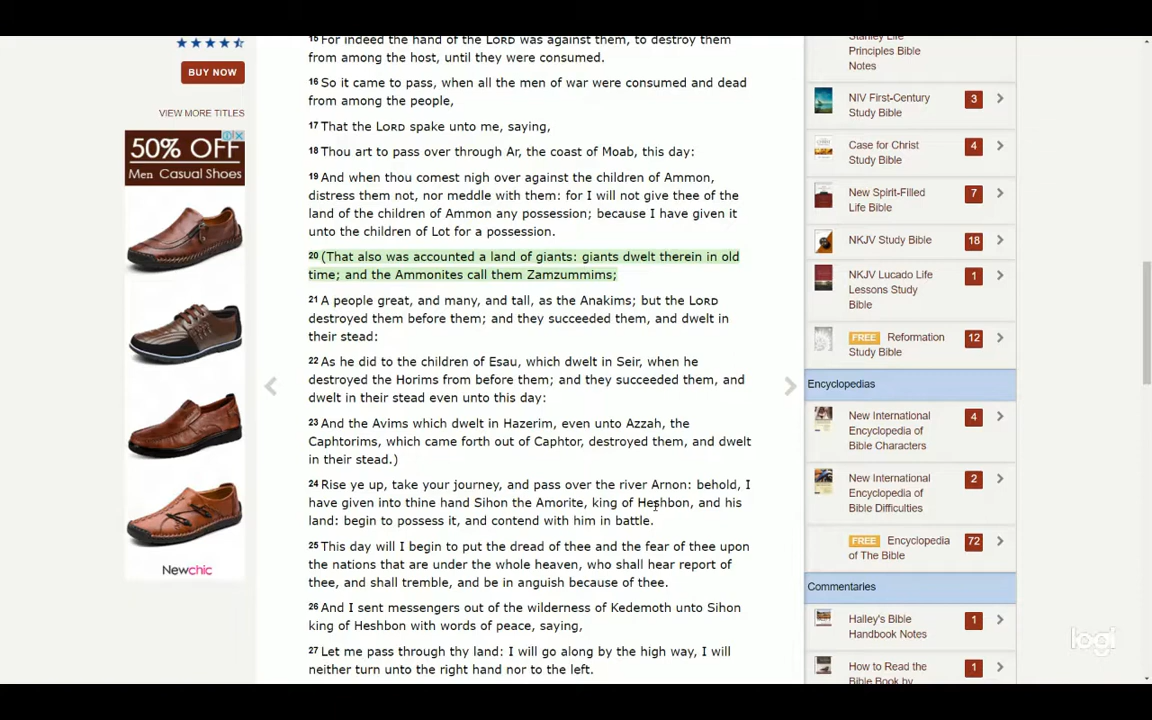 BUY NOW
VIEW MORE TITLES
50% OFF
Men Casual Shoes
Newchic
15 For indeed the hand of the LORD was against them, to destroy them
from among the host, until they were consumed.
16 So it came to pass, when all the men of war were consumed and dead
from among the people,
17 That the LORD spake unto me, saying,
18 Thou art to pass over through Ar, the coast of Moab, this day:
19 And when thou comest nigh over against the children of Ammon,
distress them not, nor meddle with them: for I will not give thee of the
land of the children of Ammon any possession; because I have given it
unto the children of Lot for a possession.
20 (That also was accounted a land of giants: giants dwelt therein in old
time; and the Ammonites call them Zamzummims;
21 A people great, and many, and tall, as the Anakims; but the LORD
destroyed them before them; and they succeeded them, and dwelt in
their stead:
22 As he did to the children of Esau, which dwelt in Seir, when he
destroyed the Horims from before them; and they succeeded them, and
dwelt in their stead even unto this day:
23 And the Avims which dwelt in Hazerim, even unto Azzah, the
Caphtorims, which came forth out of Caphtor, destroyed them, and dwelt
in their stead.)
24 Rise ye up, take your journey, and pass over the river Arnon: behold, I
have given into thine hand Sihon the Amorite, king of Heshbon, and his
land: begin to possess it, and contend with him in battle.
25 This day will I begin to put the dread of thee and the fear of thee upon
the nations that are under the whole heaven, who shall hear report of
thee, and shall tremble, and be in anguish because of thee.
26 And I sent messengers out of the wilderness of Kedemoth unto Sihon
king of Heshbon with words of peace, saying,
27 Let me pass through thy land: I will go along by the high way, I will
neither turn unto the right hand nor to the left.
Stanley Life
Principles Bible
Notes
NIV First-Century 3
Study Bible
Case for Christ 4
Study Bible
New Spirit-Filled 7
Life Bible
NKJV Study Bible 18
NKJV Lucado Life 1
Lessons Study
Bible
FREE Reformation 12
Study Bible
Encyclopedias
New International 4
Encyclopedia of
Bible Characters
New International 2
Encyclopedia of
Bible Difficulties
FREE Encyclopedia 72
of The Bible
Commentaries
Halley's Bible 1
Handbook Notes
How to Read the 1
Bible Book by
logi